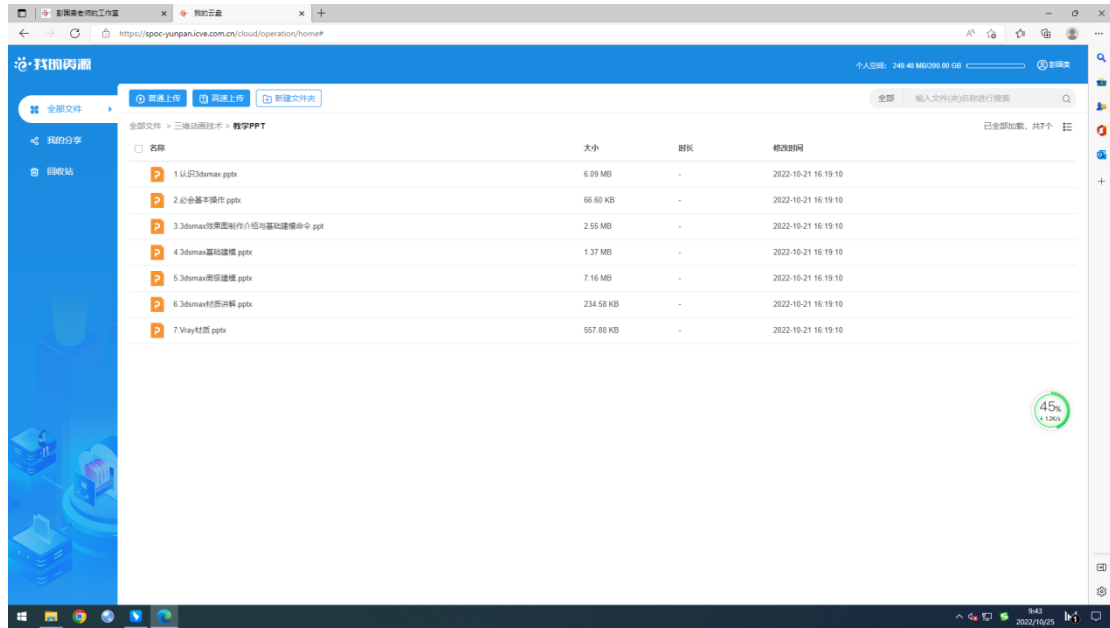 彭国美老师的工作室
我的云盘
https://spoc-yunpan.icve.com.cn/cloud/operation/home#
我的资源
个人空间: 249.48 MB/200.00 GB
全部文件
我的分享
回收站
普通上传 高速上传 新建文件夹
全部 输入文件(夹)名称进行搜索
全部文件 > 三维动画技术 > 教学PPT
已全部加载，共7个
名称 大小 时长 修改时间
1.认识3dsmax.pptx 6.09 MB - 2022-10-21 16:19:10
2.必会基本操作.pptx 66.60 KB - 2022-10-21 16:19:10
3.3dsmax效果图制作介绍与基础建模命令.ppt 2.55 MB - 2022-10-21 16:19:10
4.3dsmax基础建模.pptx 1.37 MB - 2022-10-21 16:19:10
5.3dsmax高级建模.pptx 7.16 MB - 2022-10-21 16:19:10
6.3dsmax材质讲解.pptx 234.58 KB - 2022-10-21 16:19:10
7.Vray材质.pptx 557.80 KB - 2022-10-21 16:19:10
45%
1.2K/s
9:43
2022/10/25